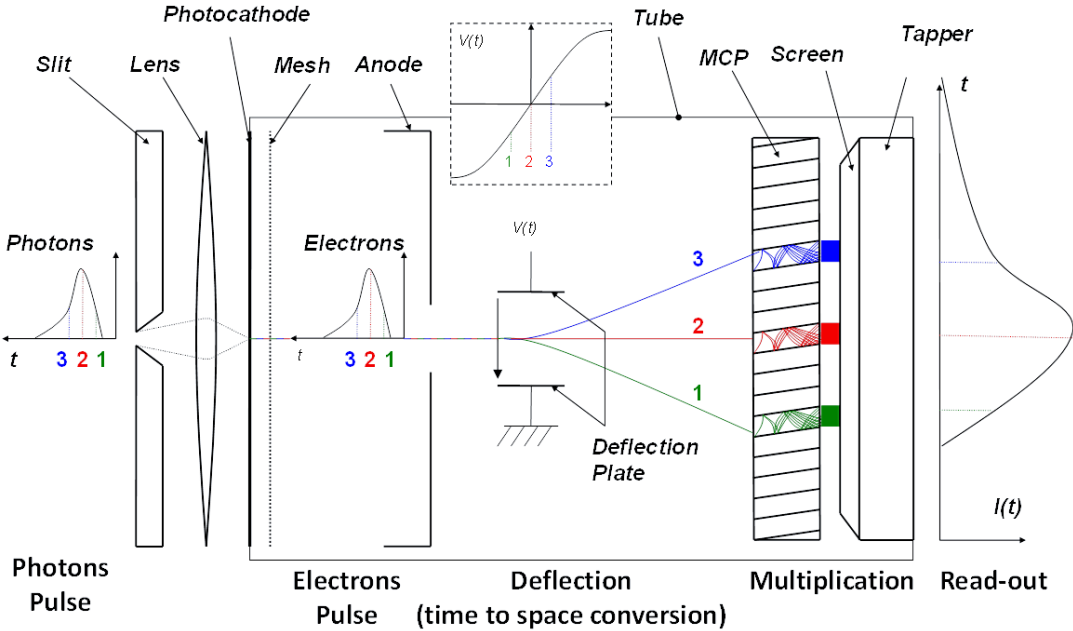 Photocathode
Slit
Lens
Mesh
Anode
V(t)
1 2 3
Tube
MCP
Screen
Tapper
t
Photons
t
3 2 1
Electrons
t
3 2 1
V(t)
3
2
1
Deflection
Plate
I(t)
Photons
Pulse
Electrons
Pulse
Deflection
(time to space conversion)
Multiplication
Read-out